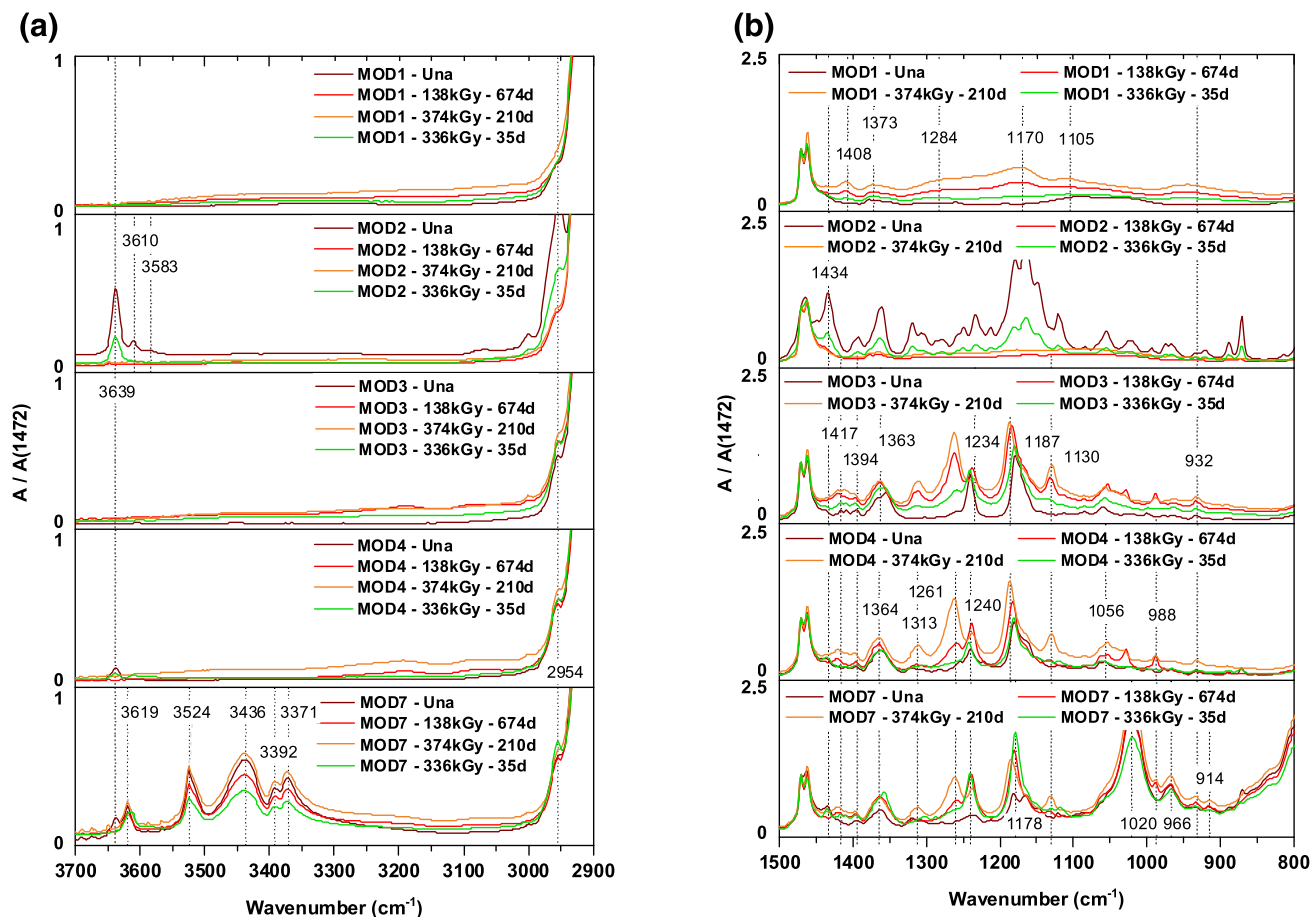 (a)
1
MOD1 - Una
MOD1 - 138kGy - 674d
MOD1 - 374kGy - 210d
MOD1 - 336kGy - 35d
0
1
MOD2 - Una
MOD2 - 138kGy - 674d
MOD2 - 374kGy - 210d
MOD2 - 336kGy - 35d
3610
3583
0
1
MOD3 - Una
MOD3 - 138kGy - 674d
MOD3 - 374kGy - 210d
MOD3 - 336kGy - 35d
3639
0
1
MOD4 - Una
MOD4 - 138kGy - 674d
MOD4 - 374kGy - 210d
MOD4 - 336kGy - 35d
2954
0
1
MOD7 - Una
MOD7 - 138kGy - 674d
MOD7 - 374kGy - 210d
MOD7 - 336kGy - 35d
3619 3524 3436 3371
3392
0
3700 3600 3500 3400 3300 3200 3100 3000 2900
Wavenumber (cm-1)
A / A(1472)
(b)
2.5
MOD1 - Una MOD1 - 138kGy - 674d
MOD1 - 374kGy - 210d MOD1 - 336kGy - 35d
1408 1373 1284 1170 1105
0
2.5
MOD2 - Una MOD2 - 138kGy - 674d
MOD2 - 374kGy - 210d MOD2 - 336kGy - 35d
1434
0
2.5
MOD3 - Una MOD3 - 138kGy - 674d
MOD3 - 374kGy - 210d MOD3 - 336kGy - 35d
1417 1394 1363 1234 1187 1130 932
0
2.5
MOD4 - Una MOD4 - 138kGy - 674d
MOD4 - 374kGy - 210d MOD4 - 336kGy - 35d
1364 1313 1261 1240 1056 988
0
2.5
MOD7 - Una MOD7 - 138kGy - 674d
MOD7 - 374kGy - 210d MOD7 - 336kGy - 35d
914
1178 1020 966
0
1500 1400 1300 1200 1100 1000 900 800
Wavenumber (cm-1)
A / A(1472)